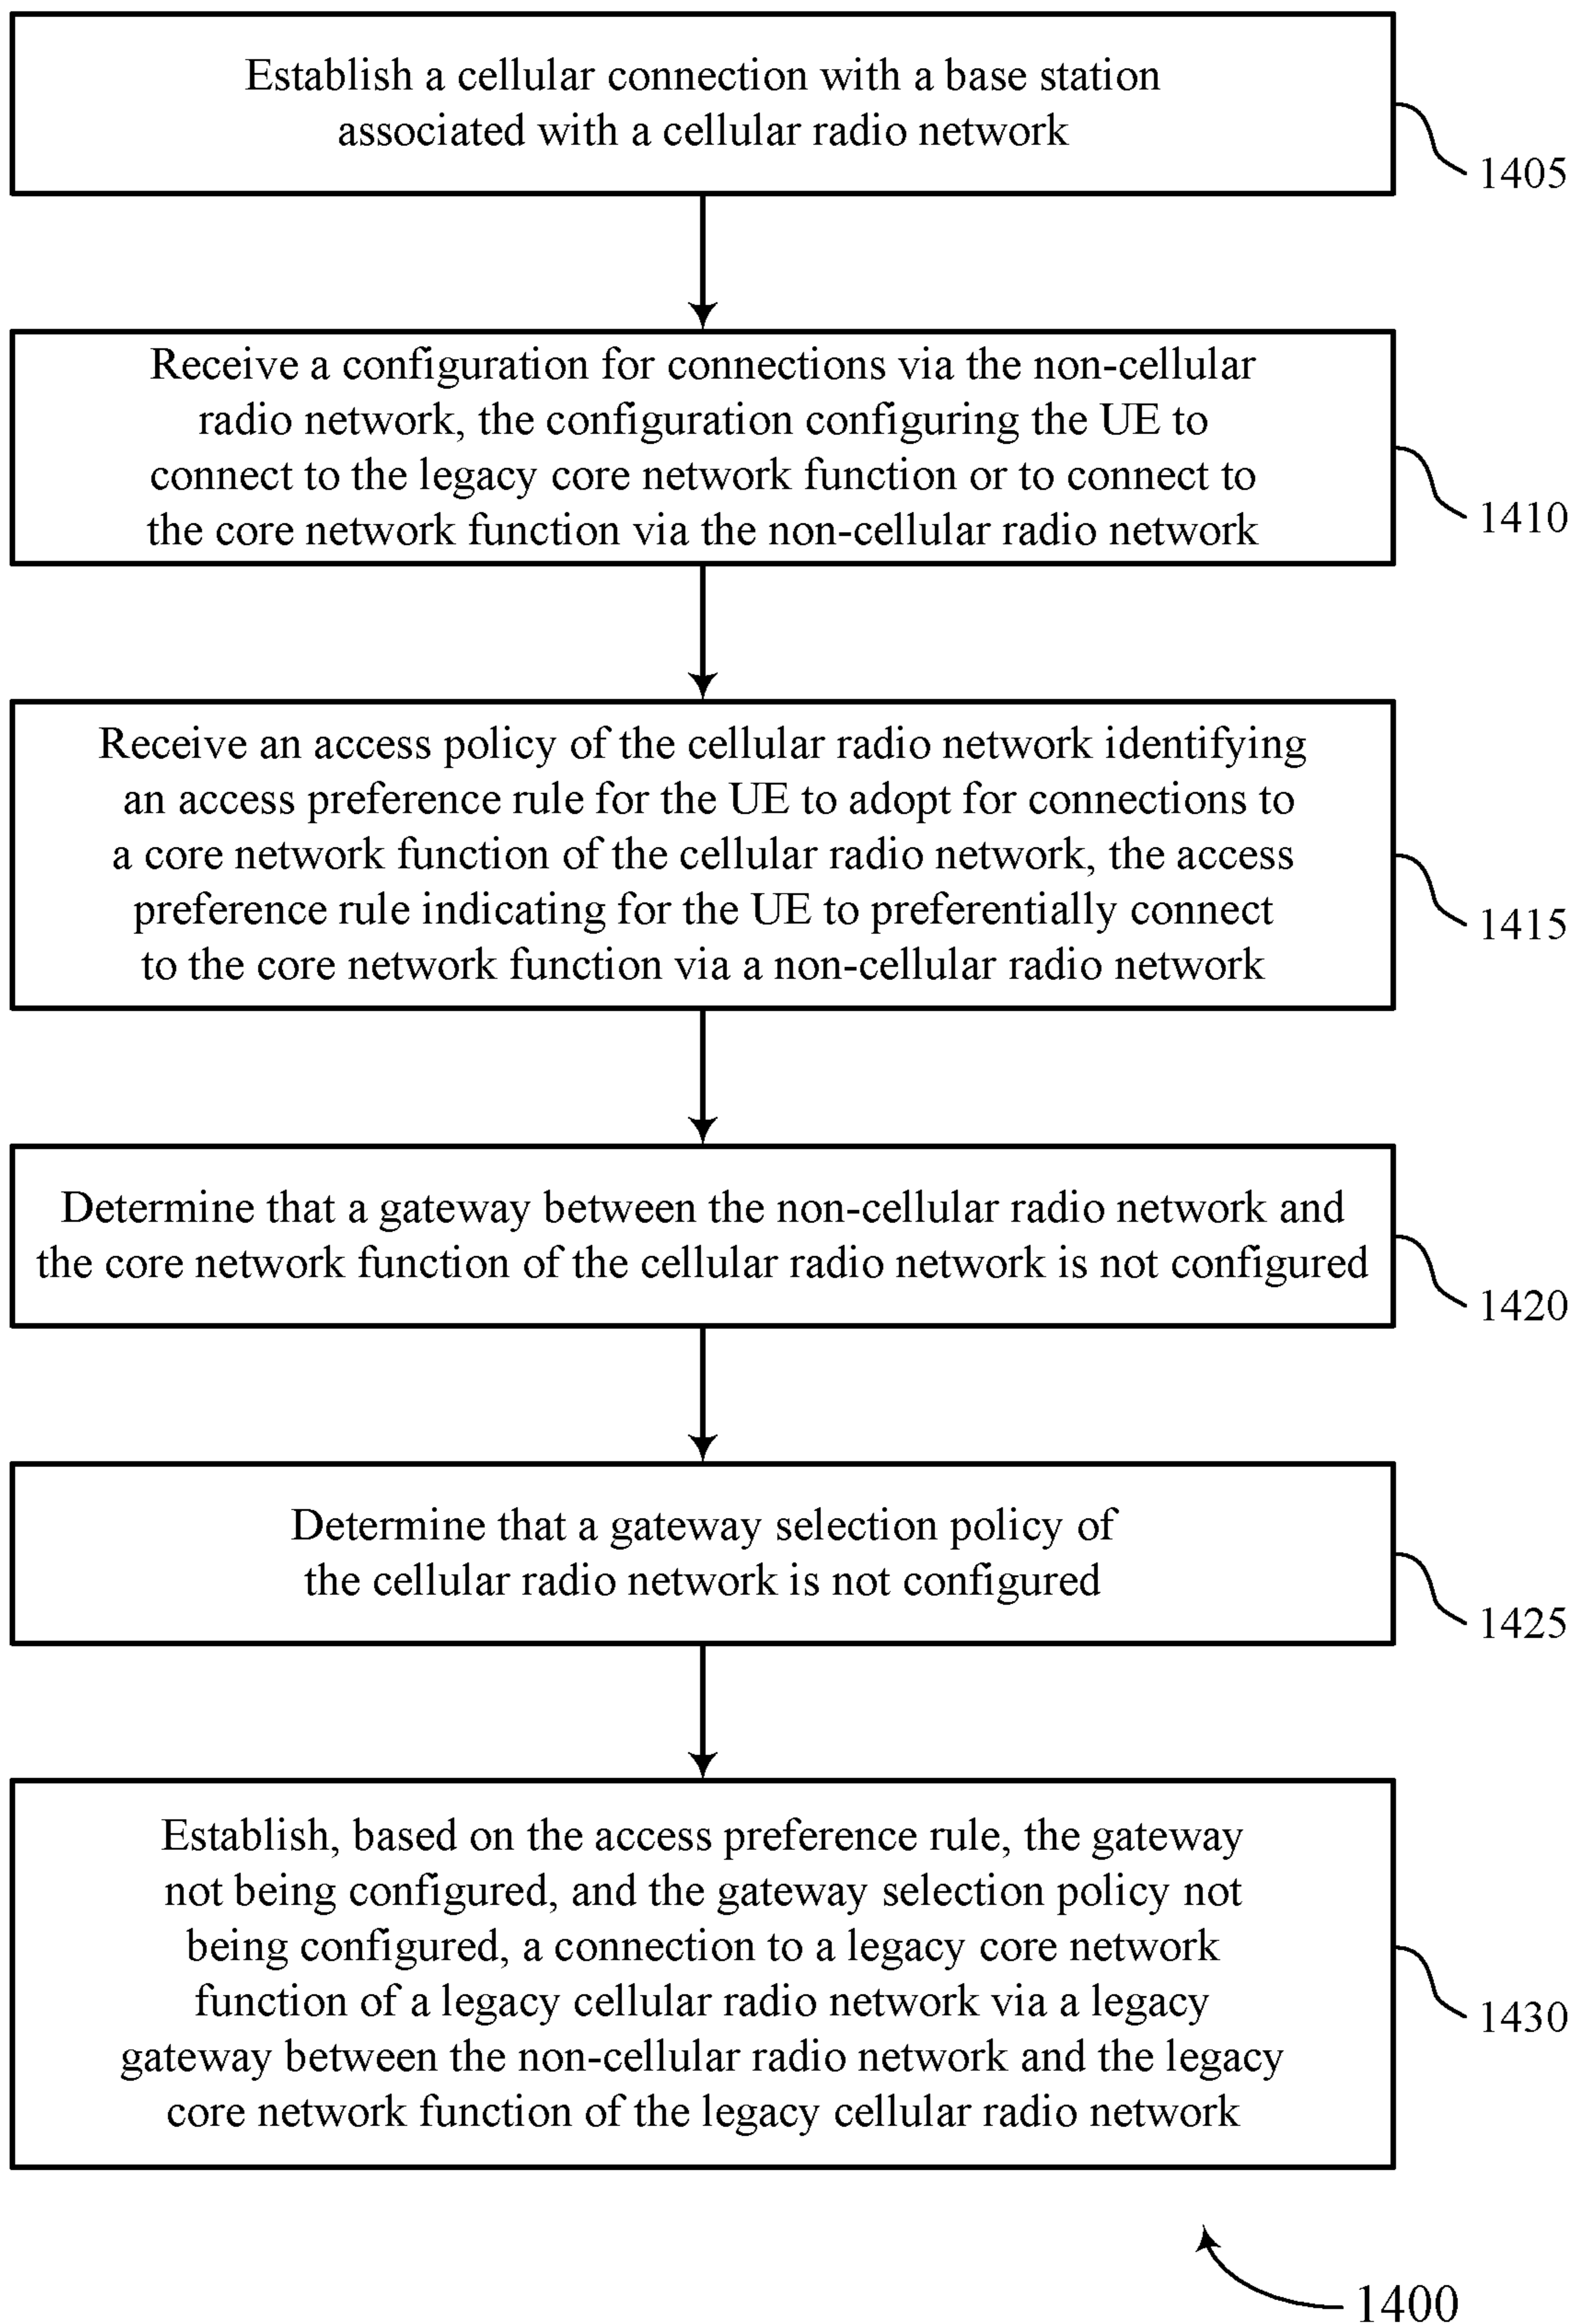 Establish a cellular connection with a base station
associated with a cellular radio network
1405
Receive a configuration for connections via the non-cellular
radio network, the configuration configuring the UE to
connect to the legacy core network function or to connect to
the core network function via the non-cellular radio network
1410
Receive an access policy of the cellular radio network identifying
an access preference rule for the UE to adopt for connections to
a core network function of the cellular radio network, the access
preference rule indicating for the UE to preferentially connect
to the core network function via a non-cellular radio network
1415
Determine that a gateway between the non-cellular radio network and
the core network function of the cellular radio network is not configured
1420
Determine that a gateway selection policy of
the cellular radio network is not configured
1425
Establish, based on the access preference rule, the gateway
not being configured, and the gateway selection policy not
being configured, a connection to a legacy core network
function of a legacy cellular radio network via a legacy
gateway between the non-cellular radio network and the legacy
core network function of the legacy cellular radio network
1430
1400